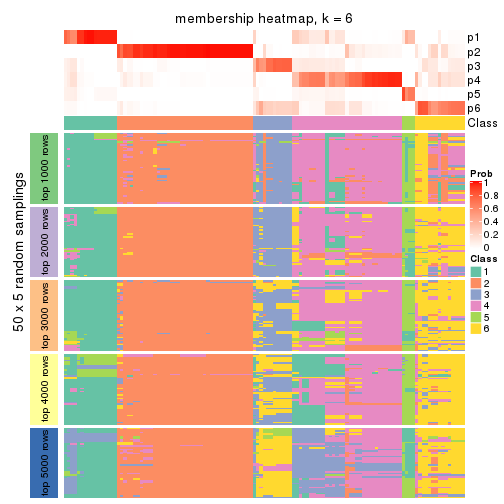 membership heatmap, k = 6
p1
p2
p3
p4
p5
p6
Class
50 x 5 random samplings
top 1000 rows
top 2000 rows
top 3000 rows
top 4000 rows
top 5000 rows
Prob
1
0.8
0.6
0.4
0.2
0
Class
1
2
3
4
5
6